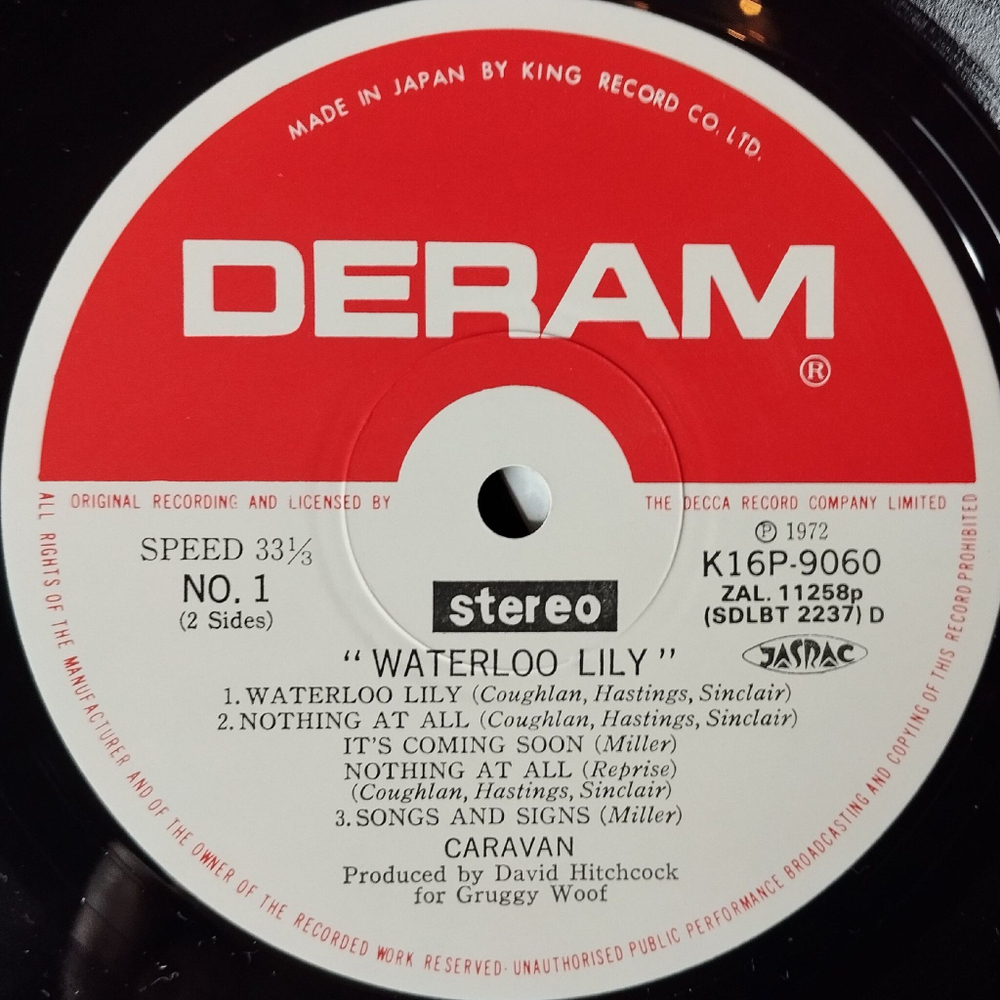 MADE IN JAPAN BY KING RECORD CO. LTD.
DERAM
®
ORIGINAL RECORDING AND LICENSED BY THE DECCA RECORD COMPANY LIMITED
SPEED 33⅓
NO. 1
(2 Sides)
stereo
℗ 1972
K16P-9060
ZAL. 11258p
(SDLBT 2237) D
JASRAC
"WATERLOO LILY"
1. WATERLOO LILY (Coughlan, Hastings, Sinclair)
2. NOTHING AT ALL (Coughlan, Hastings, Sinclair)
IT'S COMING SOON (Miller)
NOTHING AT ALL (Reprise)
(Coughlan, Hastings, Sinclair)
3. SONGS AND SIGNS (Miller)
CARAVAN
Produced by David Hitchcock
for Gruggy Woof
ALL RIGHTS OF THE MANUFACTURER AND OF THE OWNER OF THE RECORDED WORK RESERVED· UNAUTHORISED PUBLIC PERFORMANCE BROADCASTING AND COPYING OF THIS RECORD PROHIBITED